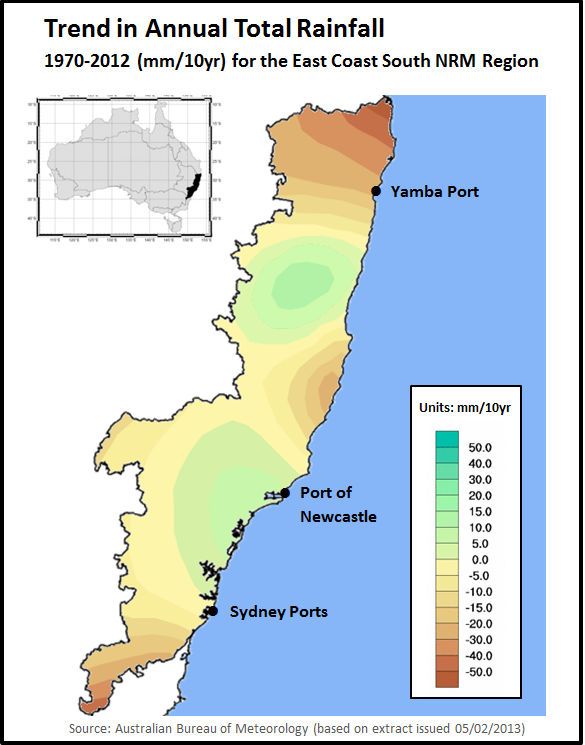 Trend in Annual Total Rainfall
1970-2012 (mm/10yr) for the East Coast South NRM Region
Yamba Port
Units: mm/10yr
50.0
40.0
30.0
20.0
15.0
10.0
5.0
0.0
-5.0
-10.0
-15.0
-20.0
-30.0
-40.0
-50.0
Port of
Newcastle
Sydney Ports
Source: Australian Bureau of Meteorology (based on extract issued 05/02/2013)